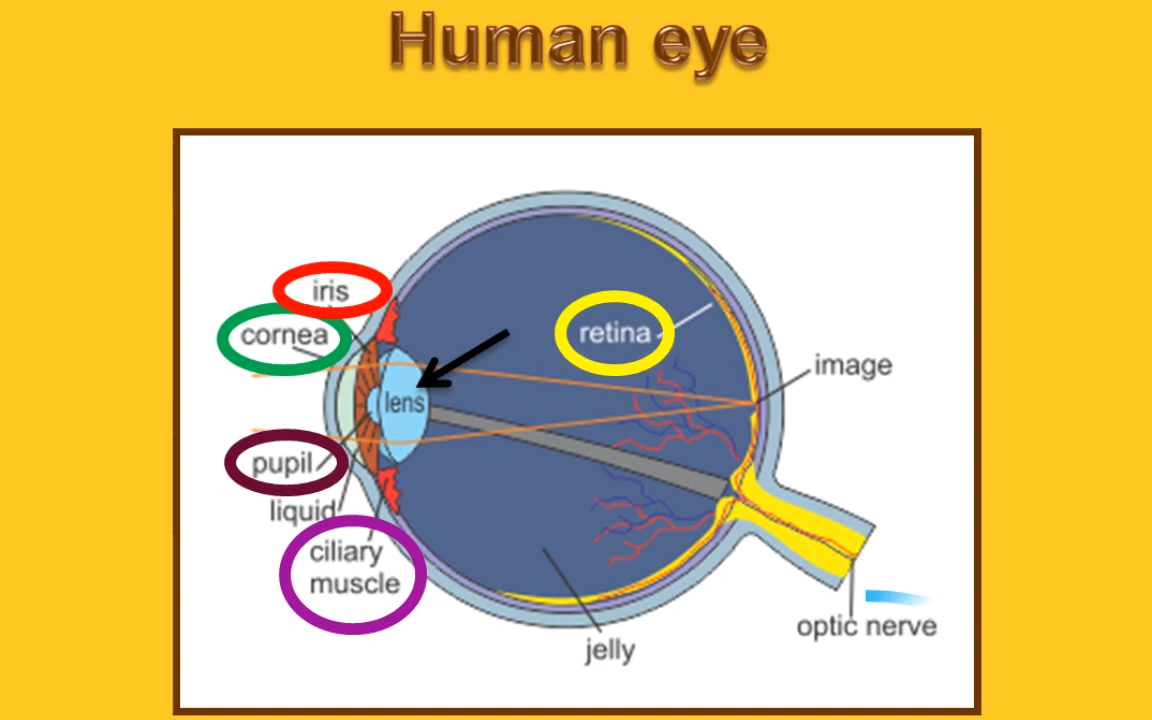 Human eye
iris
cornea
retina
image
lens
pupil
liquid
ciliary
muscle
optic nerve
jelly